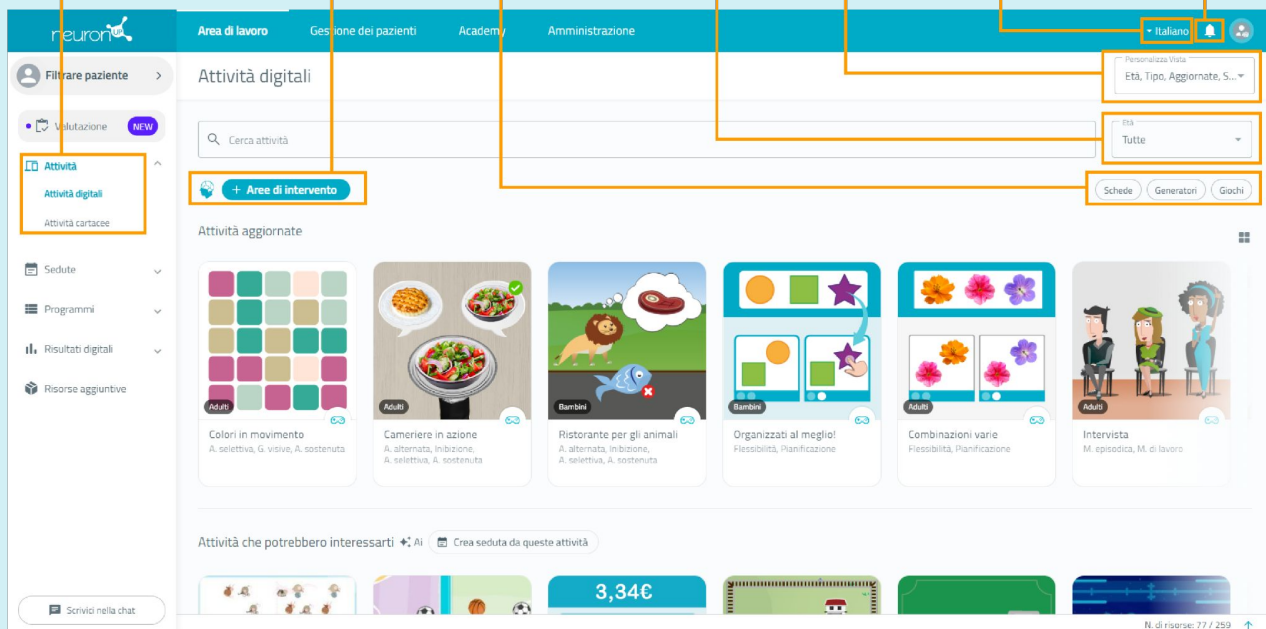 neuronUP
Area di lavoro
Gestione dei pazienti
Academy
Amministrazione
Italiano
Filtrare paziente
Valutazione
NEW
Attività
Attività digitali
Attività cartacee
Sedute
Programmi
Risultati digitali
Risorse aggiuntive
Scrivici nella chat
Attività digitali
Personalizza Vista
Età, Tipo, Aggiornate, S...
Cerca attività
Età
Tutte
+ Aree di intervento
Schede
Generatori
Giochi
Attività aggiornate
Adulti
Colori in movimento
A. selettiva, G. visive, A. sostenuta
Adulti
Cameriere in azione
A. alternata, Inibizione,
A. selettiva, A. sostenuta
Bambini
Ristorante per gli animali
A. alternata, Inibizione,
A. selettiva, A. sostenuta
Bambini
Organizzati al meglio!
Flessibilità, Pianificazione
Adulti
Combinazioni varie
Flessibilità, Pianificazione
Adulti
Intervista
M. episodica, M. di lavoro
Attività che potrebbero interessarti
Ai
Crea seduta da queste attività
3,34€
N. di risorse: 77 / 259